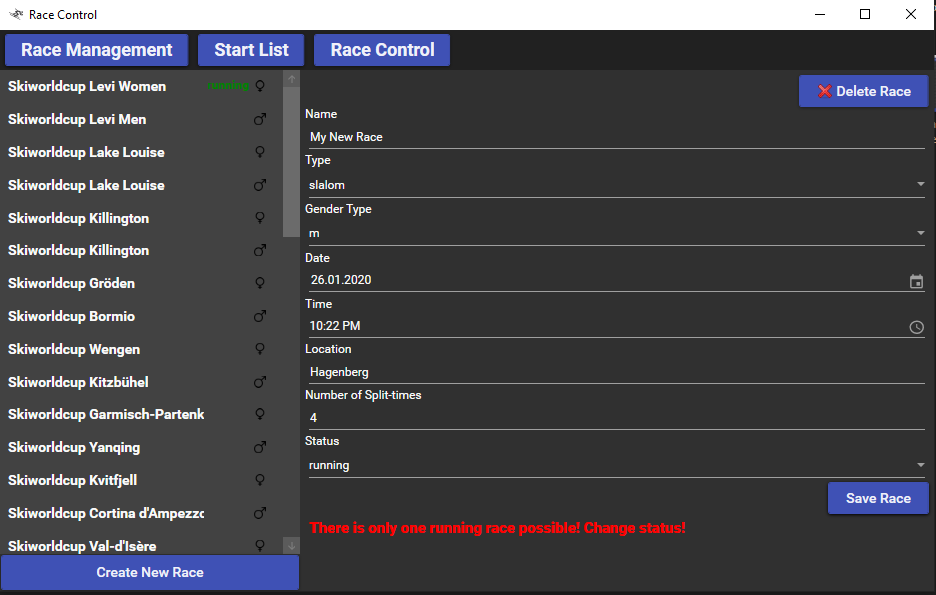 Race Control
Race Management
Start List
Race Control
Skiworldcup Levi Women running ♀
Skiworldcup Levi Men ♂
Skiworldcup Lake Louise ♀
Skiworldcup Lake Louise ♂
Skiworldcup Killington ♀
Skiworldcup Killington ♂
Skiworldcup Gröden ♀
Skiworldcup Bormio ♂
Skiworldcup Wengen ♀
Skiworldcup Kitzbühel ♂
Skiworldcup Garmisch-Partenk ♀
Skiworldcup Yanqing ♂
Skiworldcup Kvitfjell ♀
Skiworldcup Cortina d'Ampezzo ♂
Skiworldcup Val-d'Isère ♀
Create New Race
Delete Race
Name
My New Race
Type
slalom
Gender Type
m
Date
26.01.2020
Time
10:22 PM
Location
Hagenberg
Number of Split-times
4
Status
running
Save Race
There is only one running race possible! Change status!